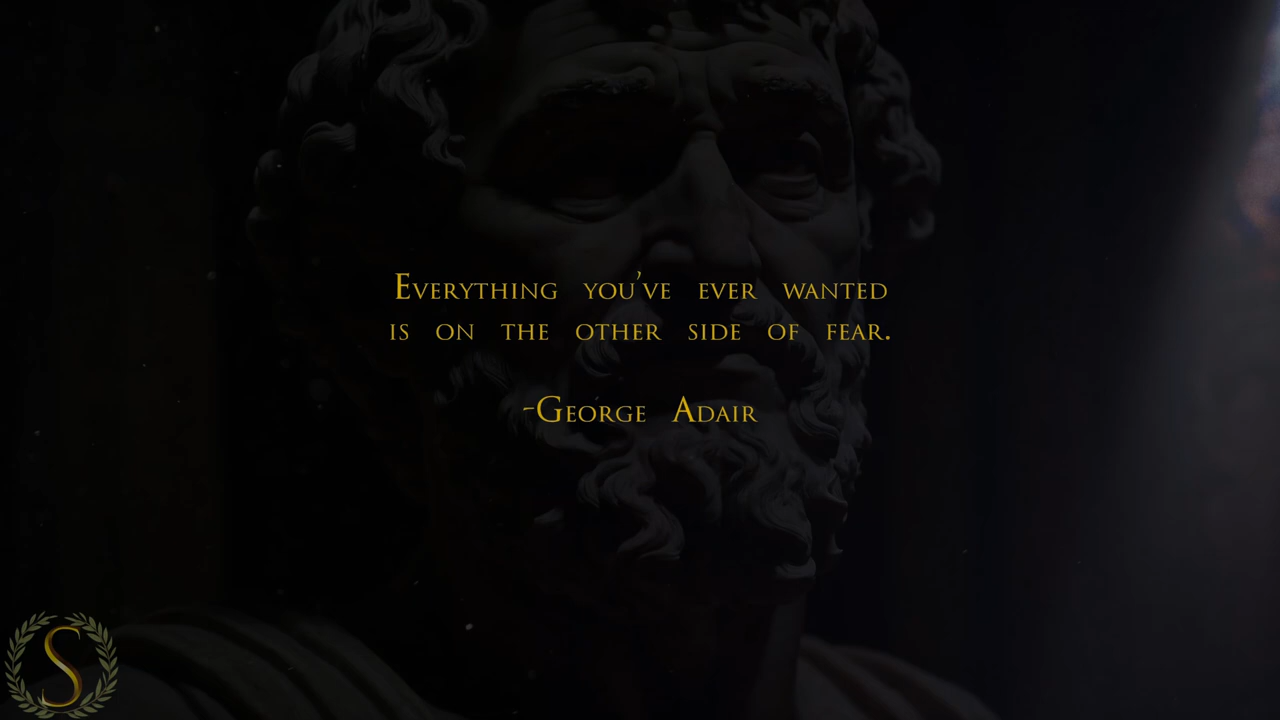 Everything you've ever wanted
is on the other side of fear.
-George Adair
S